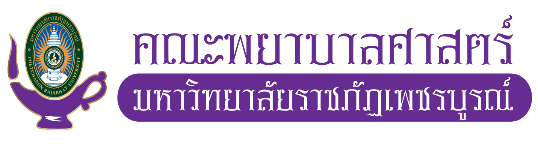 คณะพยาบาลศาสตร์
มหาวิทยาลัยราชภัฏเพชรบูรณ์